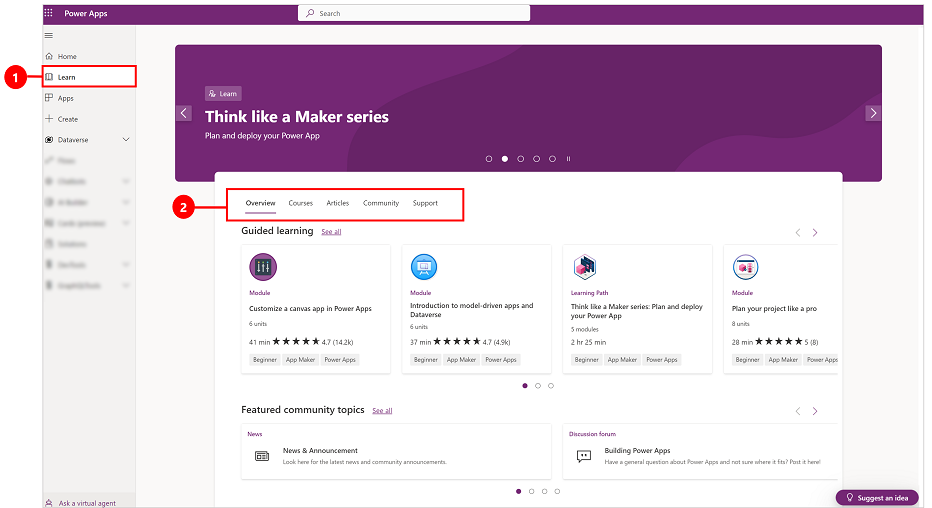 Power Apps
Search
Home
1
Learn
Apps
Create
Dataverse
Learn
Think like a Maker series
Plan and deploy your Power App
2
Overview Courses Articles Community Support
Guided learning See all
Module
Customize a canvas app in Power Apps
6 units
41 min 4.7 (14.2k)
Beginner App Maker Power Apps
Module
Introduction to model-driven apps and
Dataverse
6 units
37 min 4.7 (4.9k)
Beginner App Maker Power Apps
Learning Path
Think like a Maker series: Plan and deploy
your Power App
5 modules
2 hr 25 min
Beginner App Maker Power Apps
Module
Plan your project like a pro
8 units
28 min 5 (8)
Beginner App Maker Power Apps
Featured community topics See all
News
News & Announcement
Look here for the latest news and community announcements.
Discussion forum
Building Power Apps
Have a general question about Power Apps and not sure where it fits? Post it here!
Ask a virtual agent
Suggest an idea